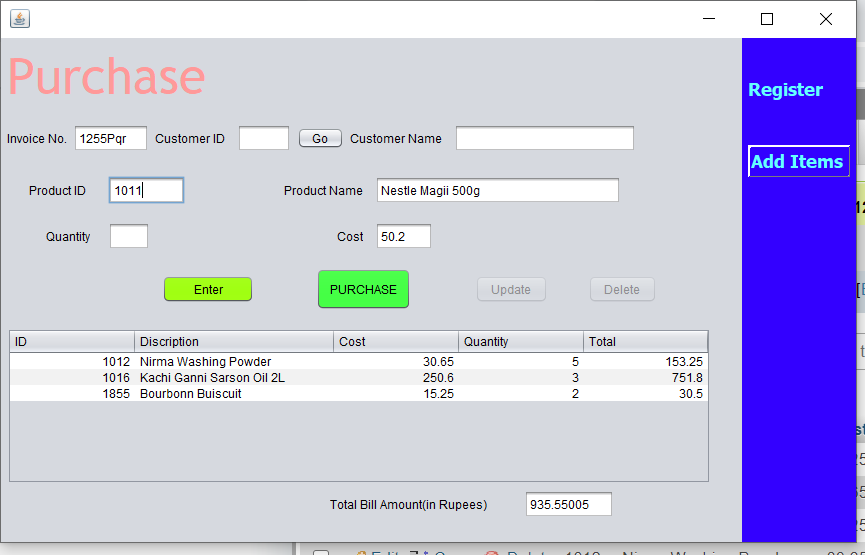 Purchase
Register
Invoice No. 1255Pqr Customer ID Go Customer Name
Add Items
Product ID 1011 Product Name Nestle Magii 500g
Quantity Cost 50.2
Enter PURCHASE Update Delete
ID Discription Cost Quantity Total
1012 Nirma Washing Powder 30.65 5 153.25
1016 Kachi Ganni Sarson Oil 2L 250.6 3 751.8
1855 Bourbonn Buiscuit 15.25 2 30.5
Total Bill Amount(in Rupees) 935.55005